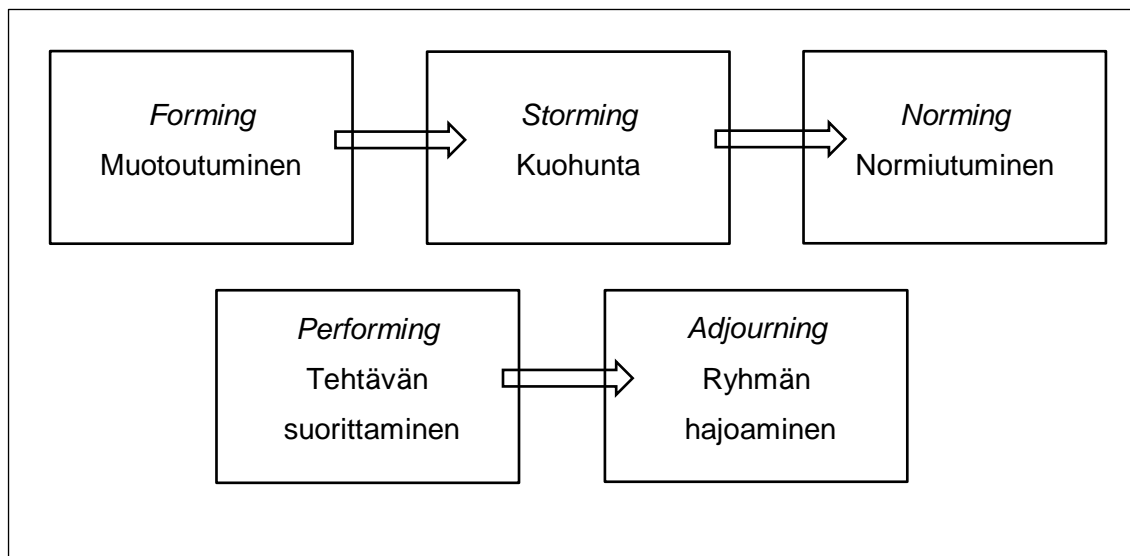 Forming
Muotoutuminen
Storming
Kuohunta
Norming
Normiutuminen
Performing
Tehtävän
suorittaminen
Adjourning
Ryhmän
hajoaminen